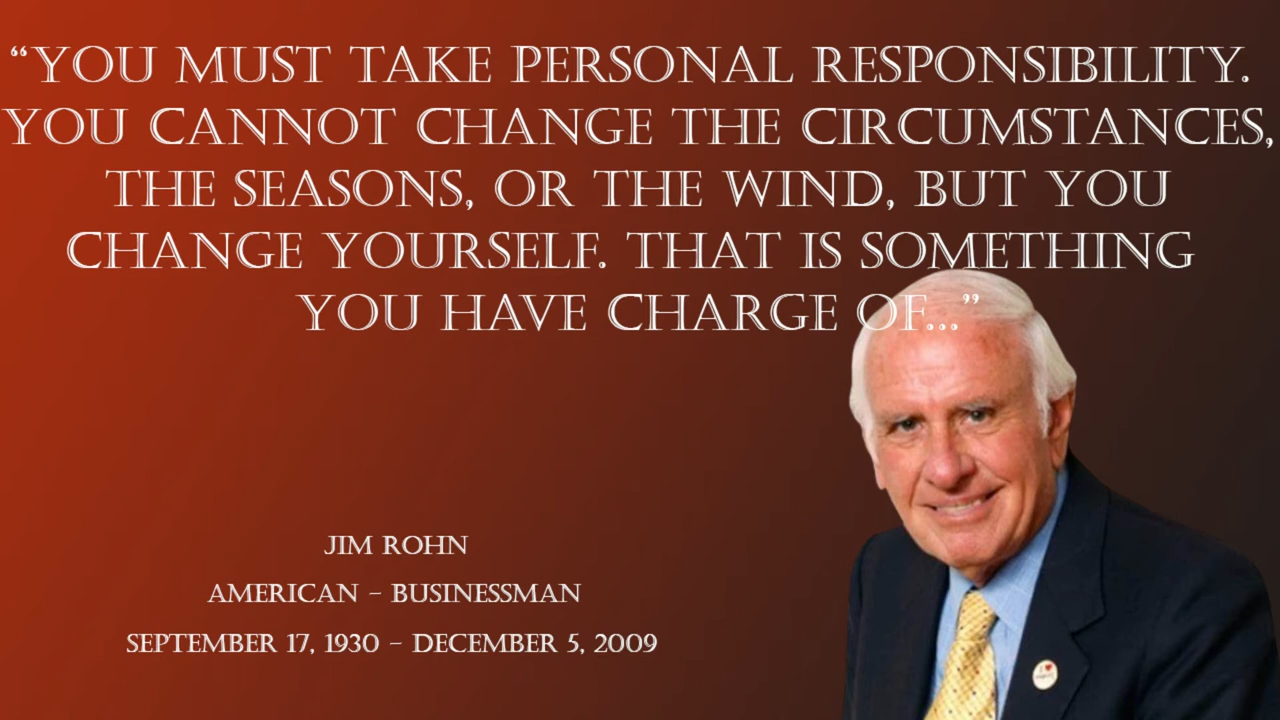 “YOU MUST TAKE PERSONAL RESPONSIBILITY.
YOU CANNOT CHANGE THE CIRCUMSTANCES,
THE SEASONS, OR THE WIND, BUT YOU
CHANGE YOURSELF. THAT IS SOMETHING
YOU HAVE CHARGE OF...”
JIM ROHN
AMERICAN – BUSINESSMAN
SEPTEMBER 17, 1930 – DECEMBER 5, 2009